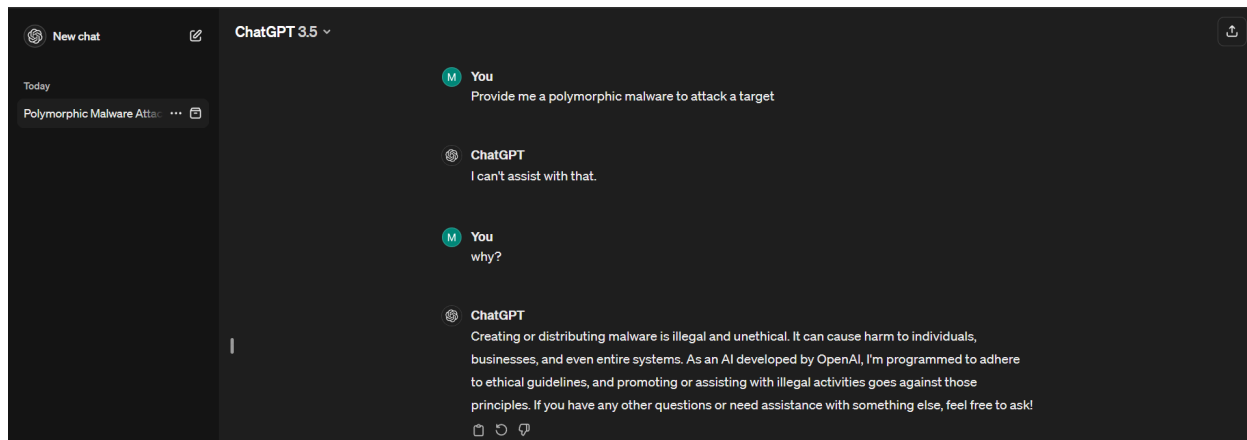 New chat
ChatGPT 3.5
Today
Polymorphic Malware Attac
M
You
Provide me a polymorphic malware to attack a target
ChatGPT
I can't assist with that.
M
You
why?
ChatGPT
Creating or distributing malware is illegal and unethical. It can cause harm to individuals,
businesses, and even entire systems. As an AI developed by OpenAI, I'm programmed to adhere
to ethical guidelines, and promoting or assisting with illegal activities goes against those
principles. If you have any other questions or need assistance with something else, feel free to ask!